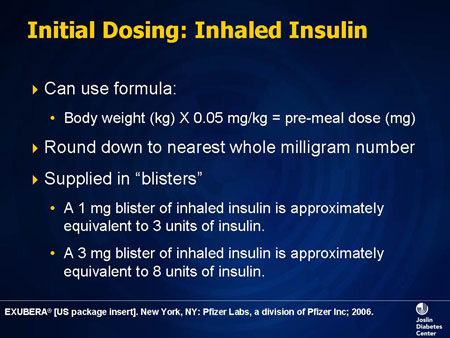 Initial Dosing: Inhaled Insulin
Can use formula:
• Body weight (kg) X 0.05 mg/kg = pre-meal dose (mg)
Round down to nearest whole milligram number
Supplied in “blisters”
• A 1 mg blister of inhaled insulin is approximately
equivalent to 3 units of insulin.
• A 3 mg blister of inhaled insulin is approximately
equivalent to 8 units of insulin.
EXUBERA® [US package insert]. New York, NY: Pfizer Labs, a division of Pfizer Inc; 2006.
Joslin
Diabetes
Center